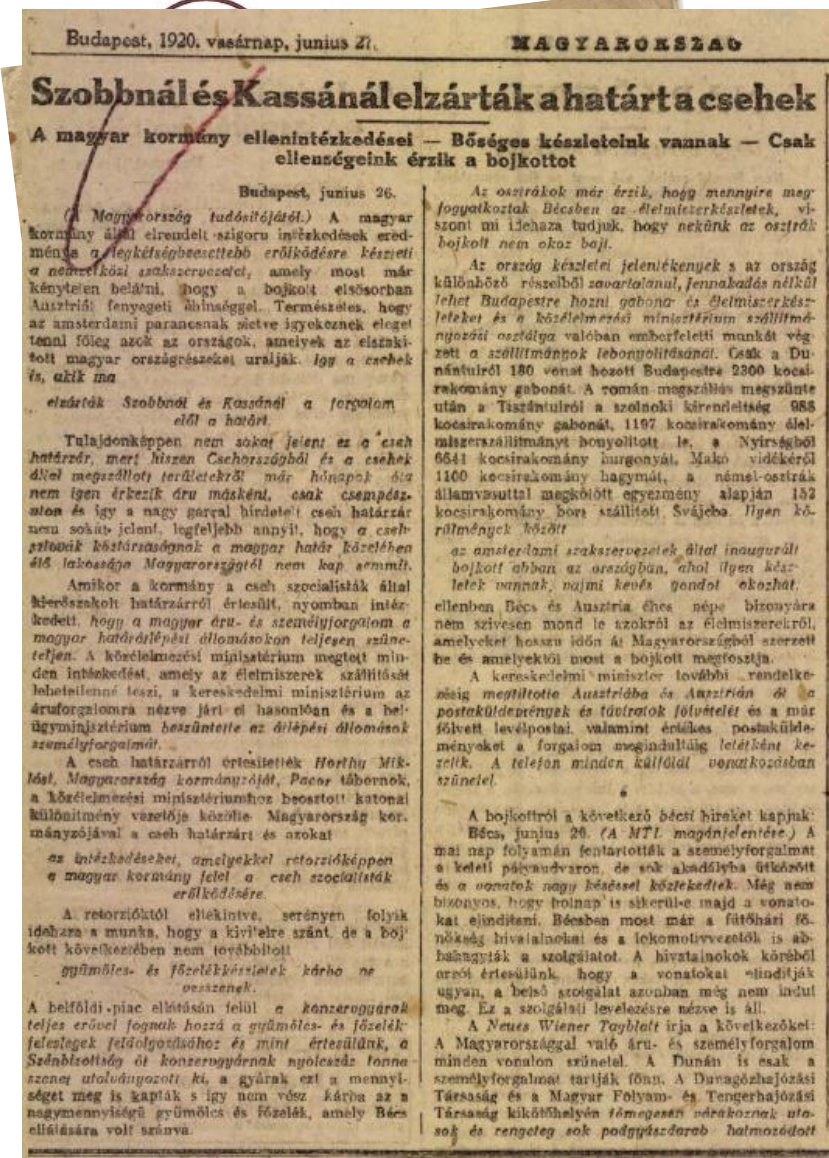 Budapest, 1920. vasárnap, junius 27.
MAGYARORSZAG
Szobbnál és Kassánál elzárták a határt a csehek
A magyar kormány ellenintézkedései — Bőséges készleteink vannak — Csak
ellenségeink érzik a bojkottot
Budapest, junius 26.
(A Magyarország tudósitójától.) A magyar
kormány által elrendelt szigoru intézkedések ered-
ménye a legkétségbeesettebb erőlködésre készteti
a nemzetközi szakszervezetet, amely most már
kénytelen belátni, hogy a bojkott elsősorban
Ausztriát fenyegeti éhinséggel. Természetes, hogy
az amsterdami parancsnak sietve igyekeznek eleget
tenni főleg azok az országok, amelyek az elszaki-
tott magyar országrészeket uralják. Igy a csehek
is, akik ma
elzárták Szobbnál és Kassánál a forgalom
elől a határt.
Tulajdonképpen nem sokat jelent ez a cseh
határzár, mert hiszen Csehországból és a csehek
által megszállott területekről már hónapok óta
nem igen érkezik áru másként, csak csempész-
uton és igy a nagy garral hirdetett cseh határzár
nem sokat jelent, legfeljebb annyit, hogy a cseh-
szlovák köztársaságnak a magyar határ közelében
élő lakossága Magyarországtól nem kap semmit.
Amikor a kormány a cseh szocialisták által
kierőszakolt határzárról értesült, nyomban intéz-
kedett, hogy a magyar áru- és személyforgalom a
magyar határátlépési állomásokon teljesen szüne-
teljen. A közélelmezési minisztérium megtett min-
den intézkedést, amely az élelmiszerek szállitását
lehetetlenné teszi, a kereskedelmi minisztérium az
áruforgalomra nézve járt el hasonlóan és a bel-
ügyminisztérium beszüntette az átlépési állomások
személyforgalmát.
A cseh határzárról értesitették Horthy Mik-
lóst, Magyarország kormányzóját, Pacor tábornok,
a közélelmezési minisztériumhoz beosztott katonai
különitmény vezetője közölte Magyarország kor-
mányzójával a cseh határzárt és azokat
az intézkedéseket, amelyekkel retorzióképpen
a magyar kormány felel a cseh szocialisták
erőlködésére.
A retorzióktól eltekintve, serényen folyik
idehaza a munka, hogy a kivitelre szánt, de a boj-
kott következtében nem továbbitott
gyümölcs- és főzelékkészletek kárba ne
vesszenek.
A belföldi piac ellátásán felül a konzervgyárak
teljes erővel fognak hozzá a gyümölcs- és főzelék-
feleslegek feldolgozásához és mint értesülünk, a
Szénbizottság öt konzervgyárnak nyolcszáz tonna
szenet utalványozott ki, a gyárak ezt a mennyi-
séget meg is kapták s igy nem vész kárba az a
nagymennyiségü gyümölcs és főzelék, amely Bécs
ellátására volt szánva.
Az osztrákok már érzik, hogy mennyire meg-
fogyatkoztak Bécsben az élelmiszerkészletek, vi-
szont mi idehaza tudjuk, hogy nekünk az osztrák
bojkott nem okoz bajt.
Az ország készletei jelentékenyek s az ország
különböző részeiből zavartalanul, fennakadás nélkül
lehet Budapestre hozni gabona- és élelmiszerkész-
leteket és a közélelmezési minisztérium szállitmá-
nyozási osztálya valóban emberfeletti munkát vég-
zett a szállitmányok lebonyolitásánál. Csak a Du-
nántulról 180 vonat hozott Budapestre 2300 kocsi-
rakomány gabonát. A román megszállás megszünte
után a Tiszántulról a szolnoki kirendeltség 988
kocsirakomány gabonát, 1197 kocsirakomány élel-
miszerszállitmányt bonyolitott le, a Nyirségből
6641 kocsirakomány burgonyát, Makó vidékéről
1100 kocsirakomány hagymát, a német-osztrák
államvasuttal megkötött egyezmény alapján 152
kocsirakomány bort szállitott Svájcba. Ilyen kö-
rülmények között
az amsterdami szakszervezetek által inaugurált
bojkott abban az országban, ahol ilyen kész-
letek vannak, vajmi kevés gondot okozhat,
ellenben Bécs és Ausztria éhes népe bizonyára
nem szivesen mond le azokról az élelmiszerekről,
amelyeket hosszu időn át Magyarországból szerzett
be és amelyektől most a bojkott megfosztja.
A kereskedelmi miniszter további rendelke-
zésig megtiltotta Ausztriába és Ausztrián át a
postaküldemények és táviratok fölvételét és a már
fölvett levélpostai, valamint értékes postakülde-
ményeket a forgalom megindultáig letétként ke-
zelik. A telefon minden külföldi vonatkozásban
szünetel.
*
A bojkottról a következő bécsi hireket kapjuk:
Bécs, junius 26. (A MTI. magánjelentése.) A
mai nap folyamán fentartották a személyforgalmat
a keleti pályaudvaron, de sok akadályba ütközött
és a vonatok nagy késéssel közlekedtek. Még nem
bizonyos, hogy holnap is sikerül-e majd a vonato-
kat elinditani. Bécsben most már a fütőházi fő-
nökség hivatalnokai és a lokomotivvezetők is ab-
bahagyták a szolgálatot. A hivatalnokok köréből
arról értesülünk, hogy a vonatokat elinditják
ugyan, a belső szolgálat azonban még nem indul
meg. Ez a szolgálati levelezésre nézve is áll.
A Neues Wiener Tagblatt irja a következőket:
A Magyarországgal való áru- és személyforgalom
minden vonalon szünetel. A Dunán is csak a
személyforgalmat tartják fönn. A Dunagőzhajózási
Társaság és a Magyar Folyam- és Tengerhajózási
Társaság kikötőhelyén tömegesen várakoznak uta-
sok és rengeteg sok podgyászdarab halmozódott